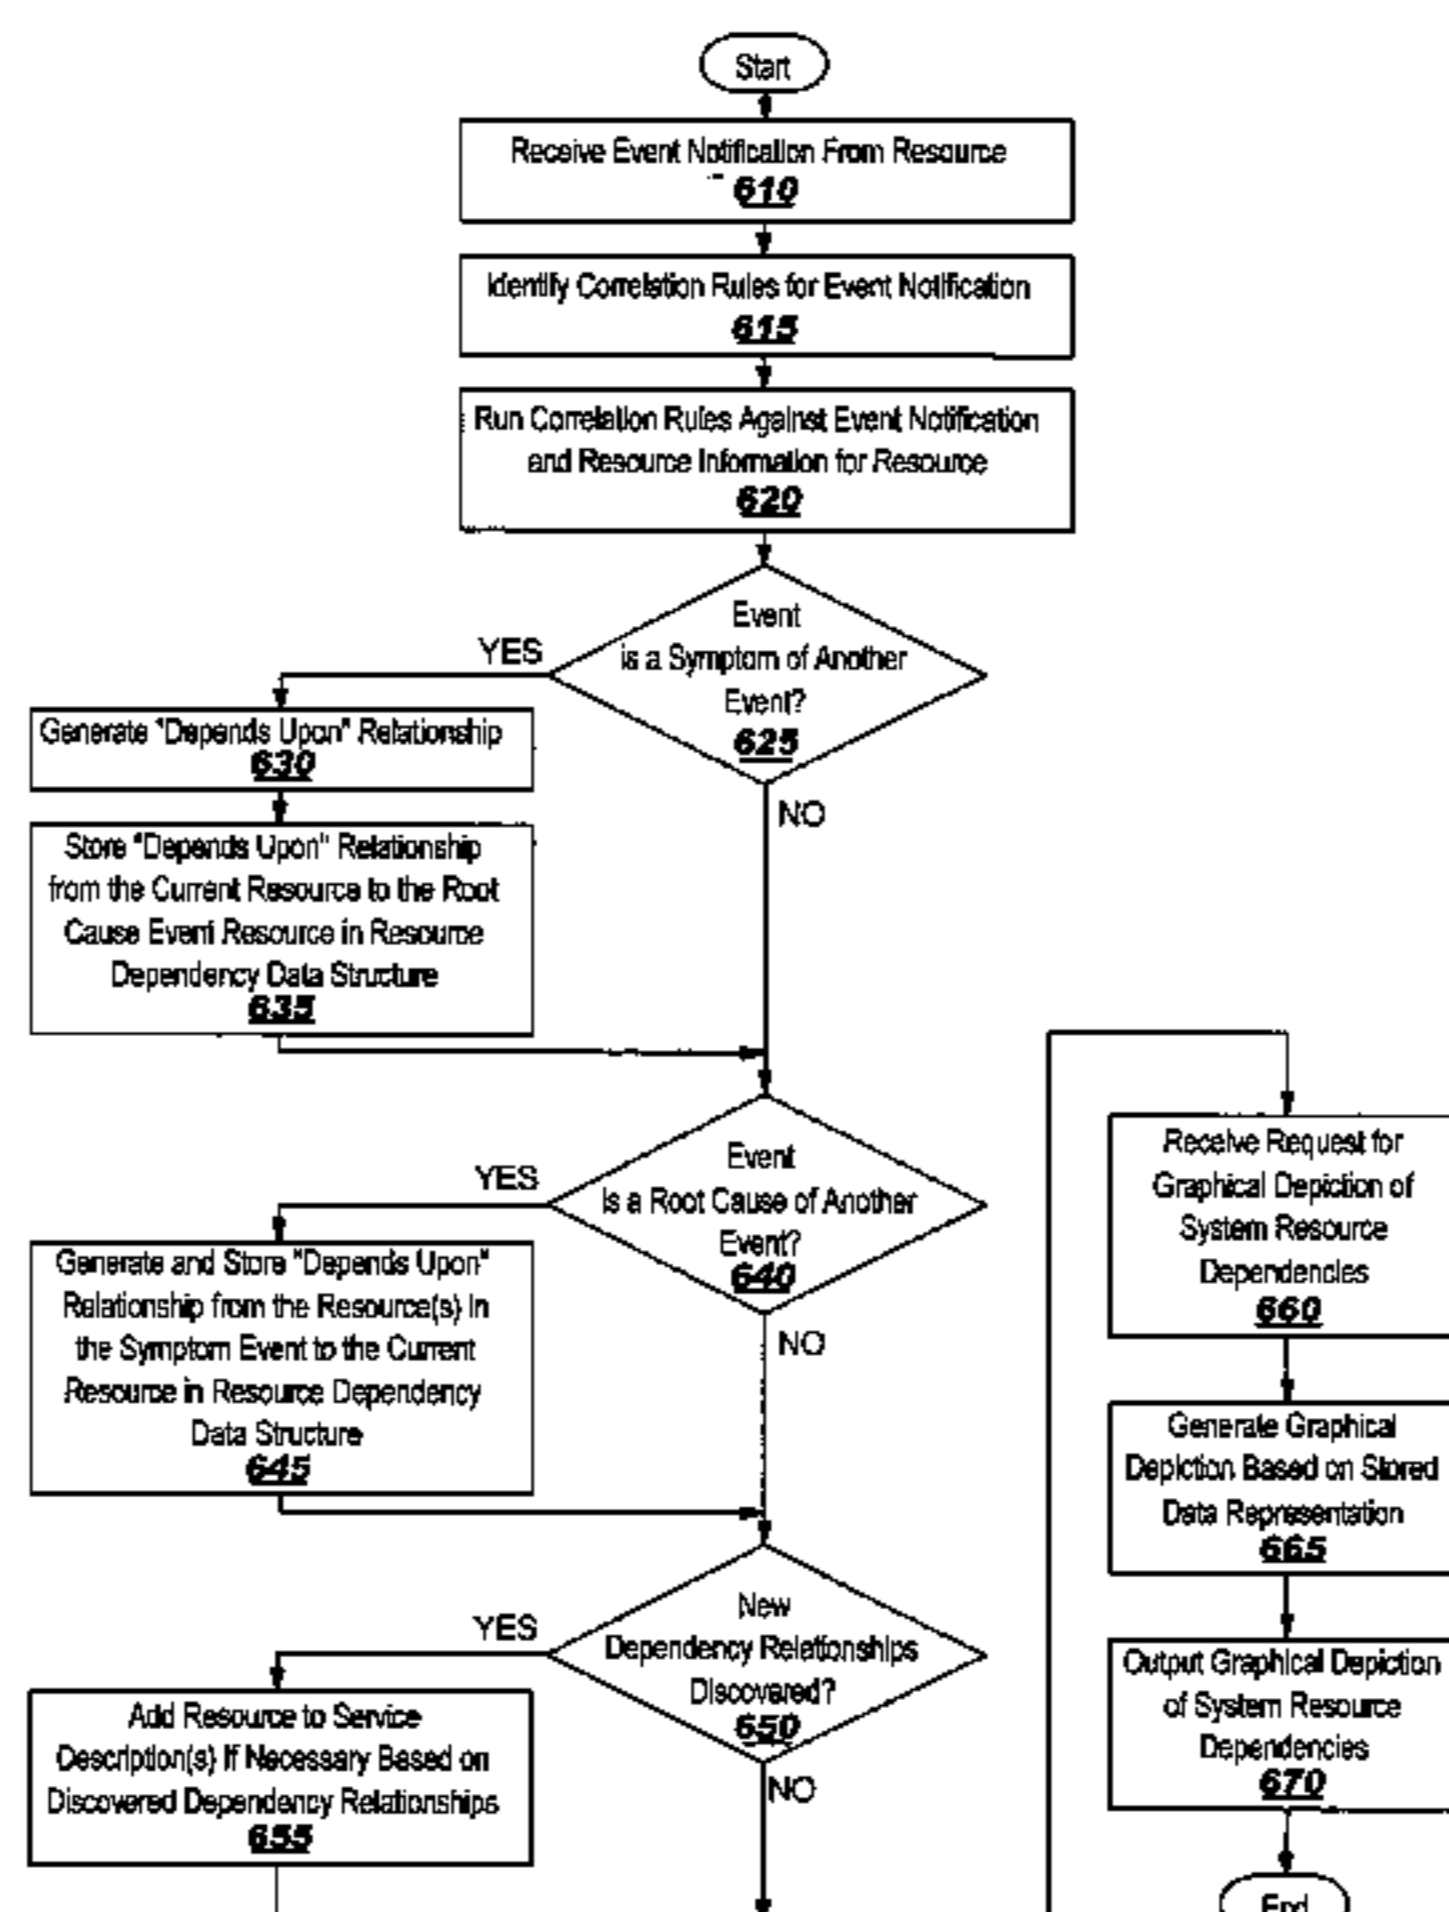 Start
Receive Event Notification From Resource
610
Identify Correlation Rules for Event Notification
615
Run Correlation Rules Against Event Notification
and Resource Information for Resource
620
Event
is a Symptom of Another
Event?
625
YES
NO
Generate "Depends Upon" Relationship
630
Store "Depends Upon" Relationship
from the Current Resource to the Root
Cause Event Resource in Resource
Dependency Data Structure
635
Event
is a Root Cause of Another
Event?
640
YES
NO
Generate and Store "Depends Upon"
Relationship from the Resource(s) In
the Symptom Event to the Current
Resource in Resource Dependency
Data Structure
645
New
Dependency Relationships
Discovered?
650
YES
NO
Add Resource to Service
Description(s) If Necessary Based on
Discovered Dependency Relationships
655
Receive Request for
Graphical Depiction of
System Resource
Dependencies
660
Generate Graphical
Depiction Based on Stored
Data Representation
665
Output Graphical Depiction
of System Resource
Dependencies
670
End